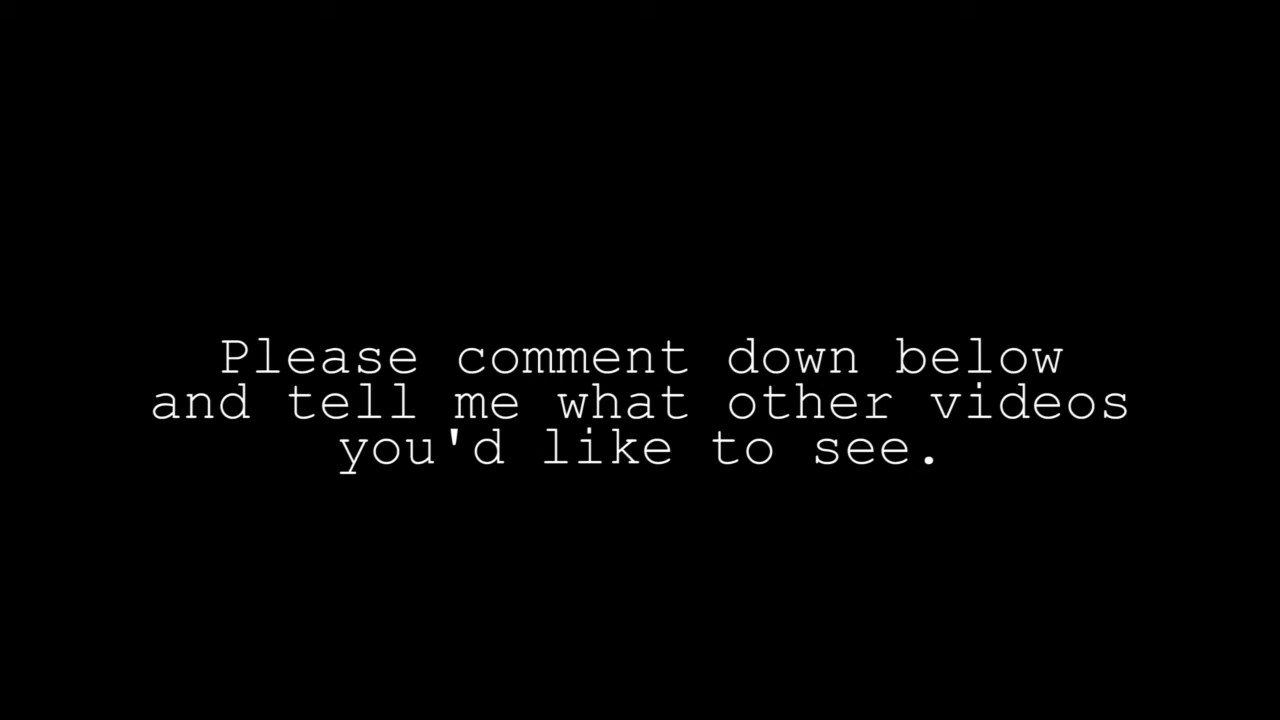 Please comment down below
and tell me what other videos
you'd like to see.